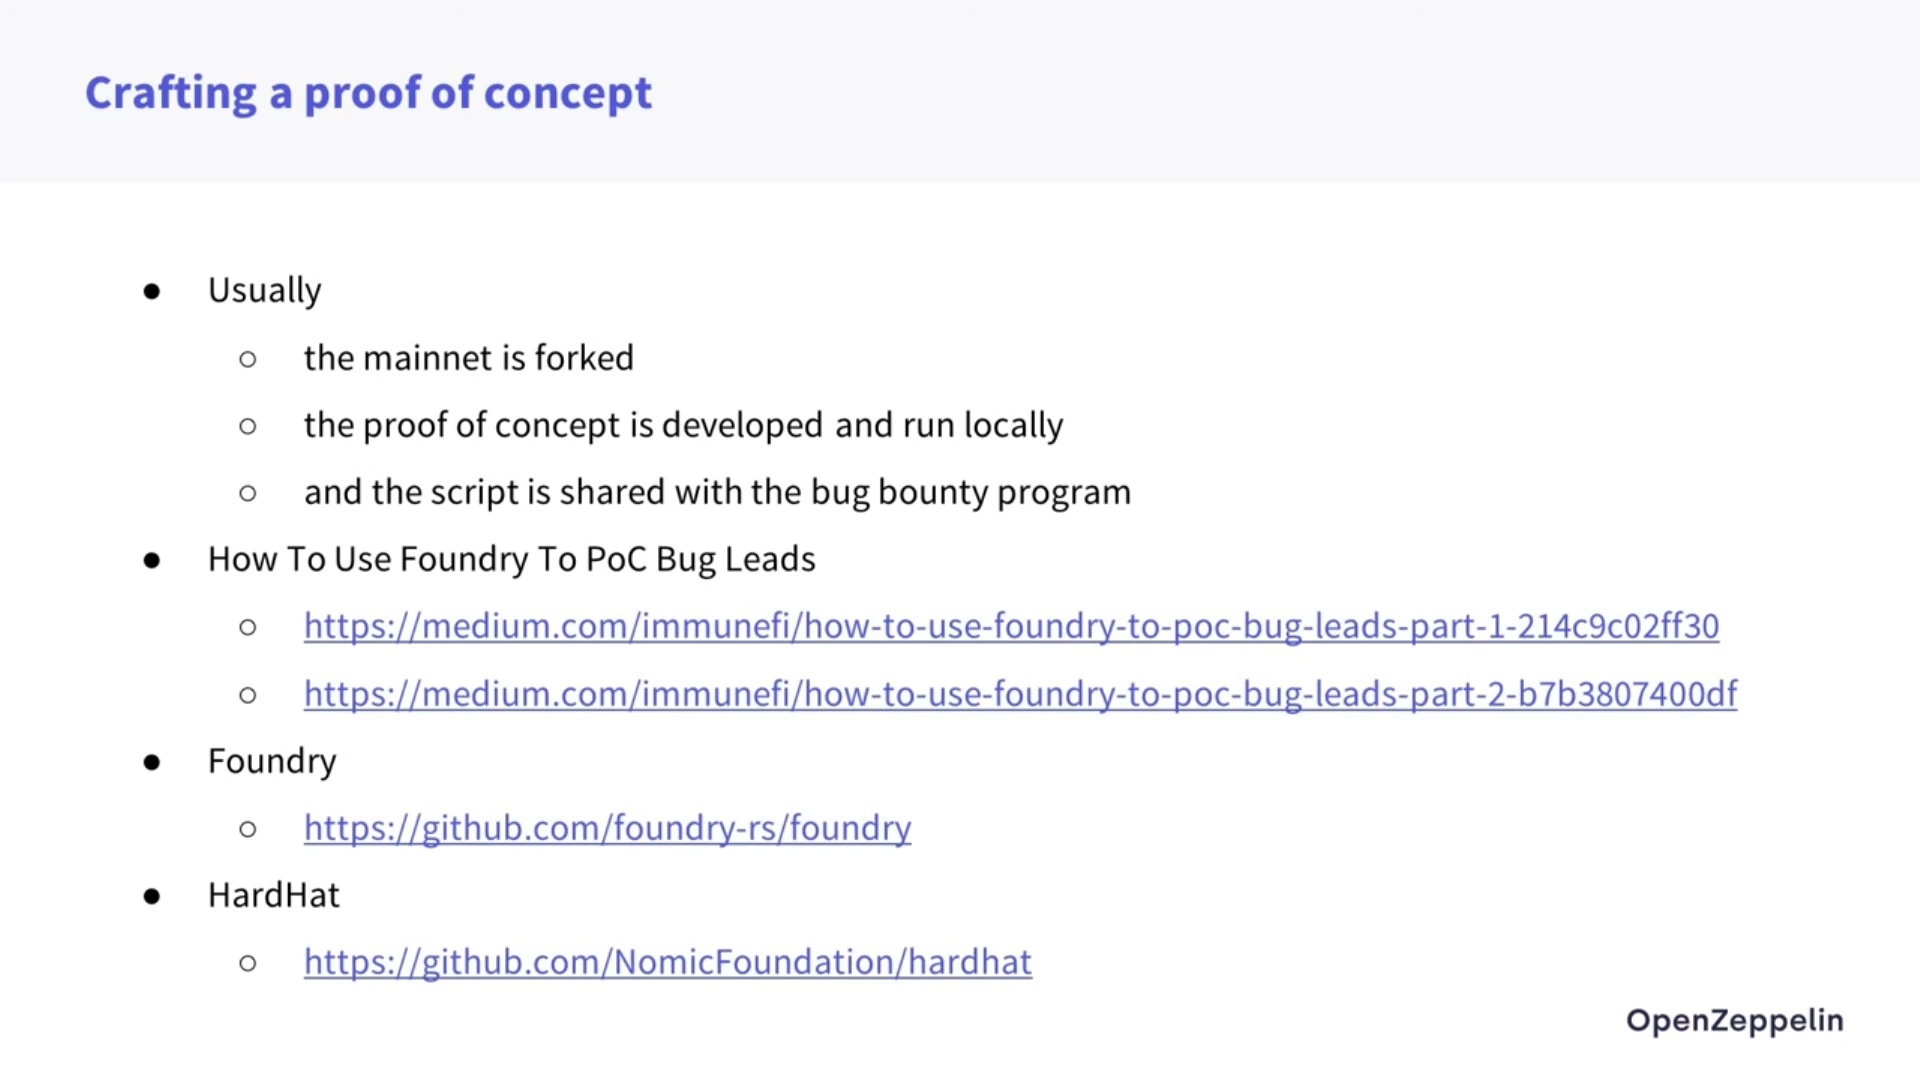 Crafting a proof of concept
● Usually
○ the mainnet is forked
○ the proof of concept is developed and run locally
○ and the script is shared with the bug bounty program
● How To Use Foundry To PoC Bug Leads
○ https://medium.com/immunefi/how-to-use-foundry-to-poc-bug-leads-part-1-214c9c02ff30
○ https://medium.com/immunefi/how-to-use-foundry-to-poc-bug-leads-part-2-b7b3807400df
● Foundry
○ https://github.com/foundry-rs/foundry
● HardHat
○ https://github.com/NomicFoundation/hardhat
OpenZeppelin